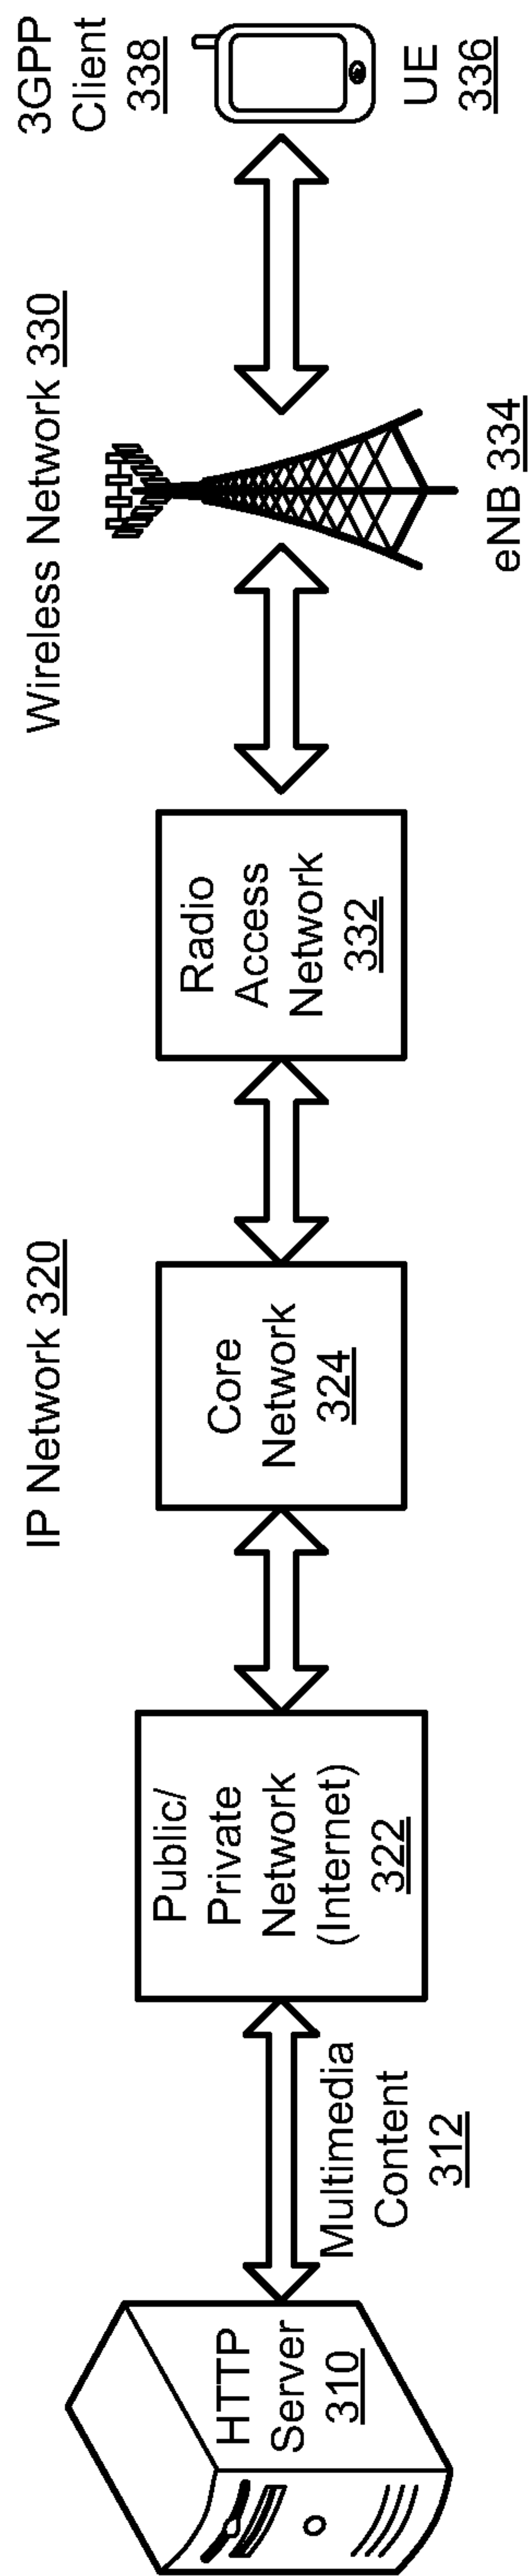 IP Network 320
Wireless Network 330
3GPP
Client
338
HTTP
Server
310
Multimedia
Content
312
Public/
Private
Network
(Internet)
322
Core
Network
324
Radio
Access
Network
332
eNB 334
UE
336